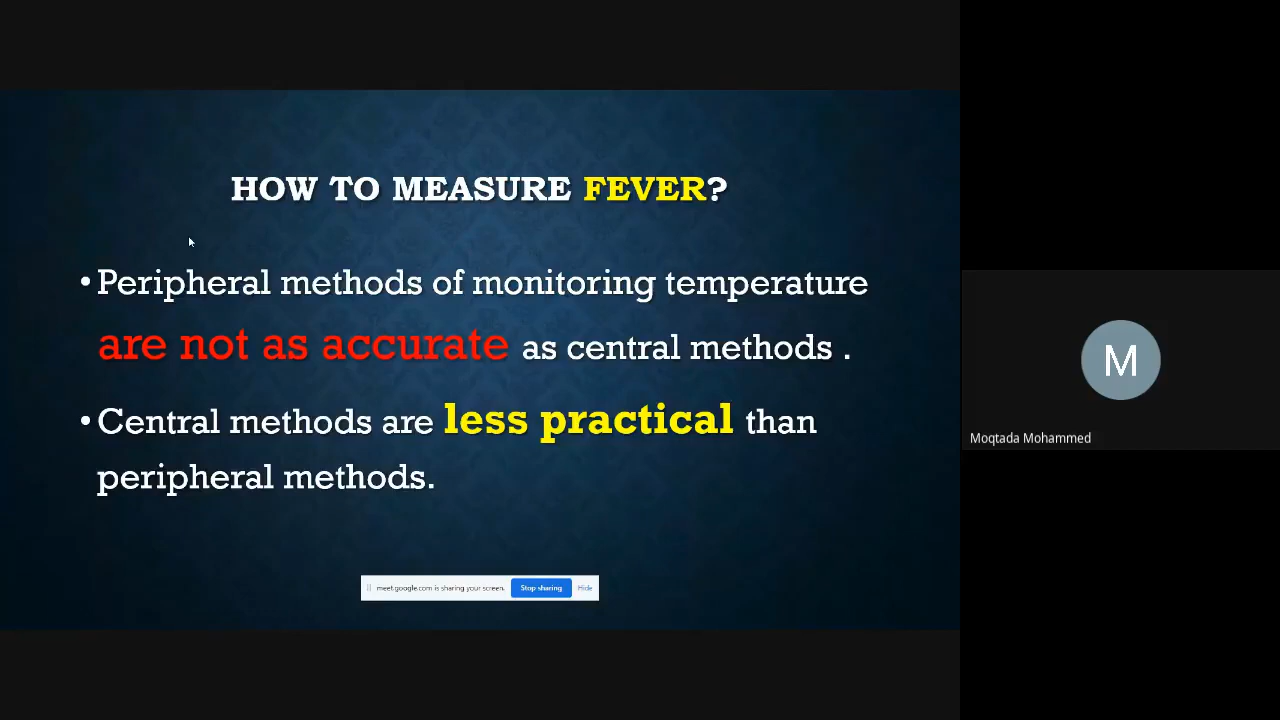 HOW TO MEASURE FEVER?
• Peripheral methods of monitoring temperature
are not as accurate as central methods .
• Central methods are less practical than
peripheral methods.
meet.google.com is sharing your screen. Stop sharing Hide
M
Moqtada Mohammed